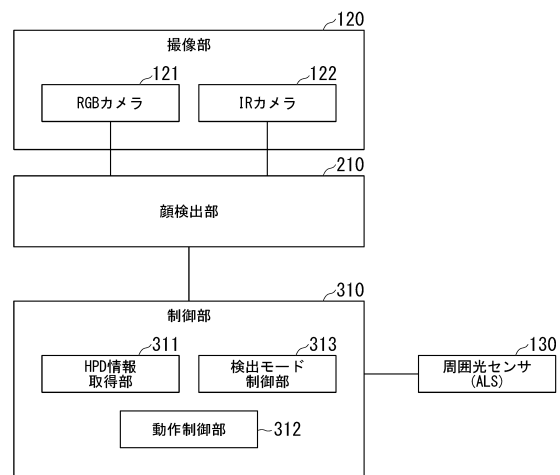 120
撮像部
121
122
RGBカメラ
IRカメラ
210
顔検出部
310
制御部
311
313
130
HPD情報
取得部
検出モード
制御部
周囲光センサ
(ALS)
動作制御部
312